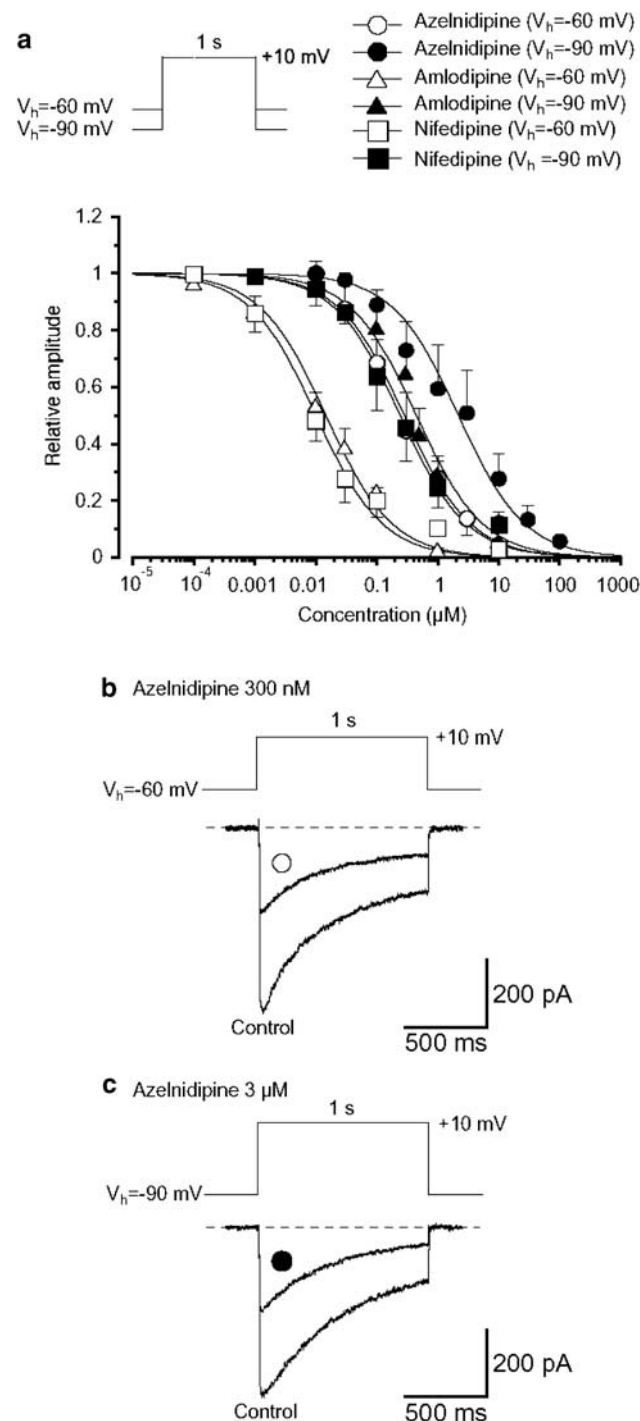 a
1 s
+10 mV
Vh=-60 mV
Vh=-90 mV
Azelnidipine (Vh=-60 mV)
Azelnidipine (Vh=-90 mV)
Amlodipine (Vh=-60 mV)
Amlodipine (Vh=-90 mV)
Nifedipine (Vh=-60 mV)
Nifedipine (Vh =-90 mV)
Relative amplitude
1.2
1
0.8
0.6
0.4
0.2
0
10-5 10-4 0.001 0.01 0.1 1 10 100 1000
Concentration (µM)
b Azelnidipine 300 nM
1 s
+10 mV
Vh=-60 mV
Control
200 pA
500 ms
c Azelnidipine 3 µM
1 s
+10 mV
Vh=-90 mV
Control
200 pA
500 ms